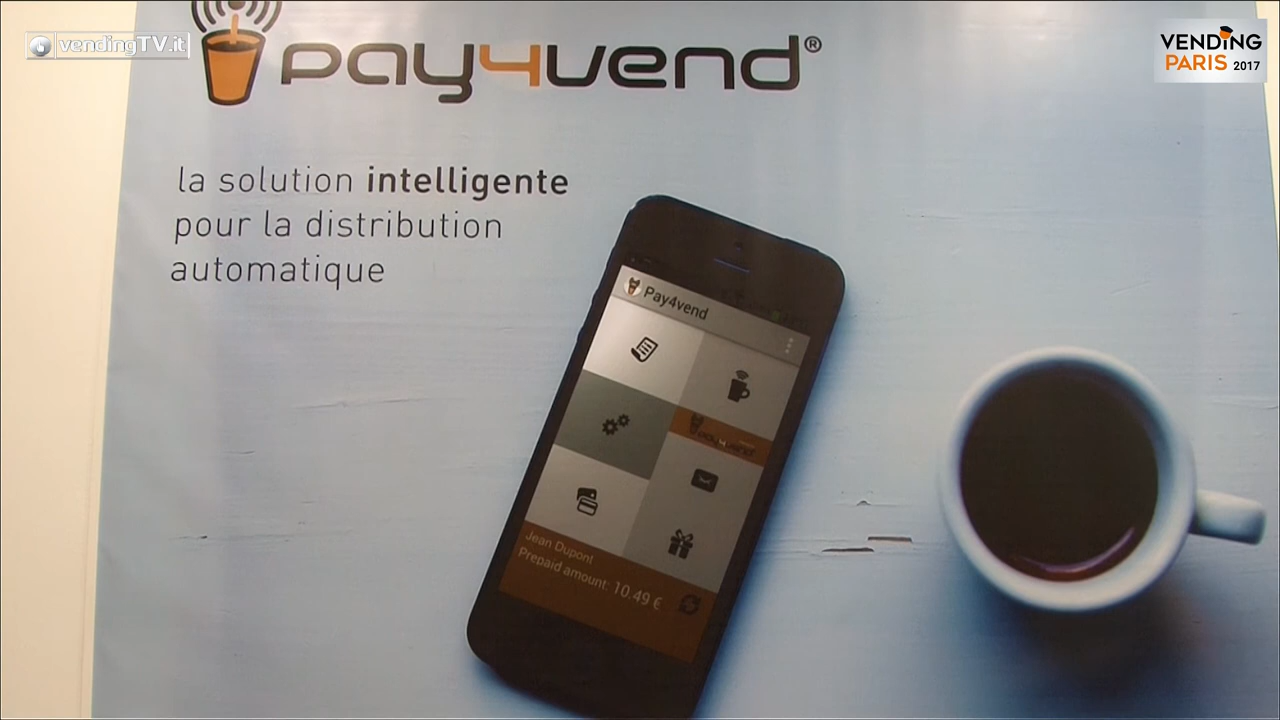 vendingTV.it
VENDING
PARIS 2017
pay4vend®
la solution intelligente
pour la distribution
automatique
Pay4vend
pay4vend
Jean Dupont
Prepaid amount: 10.49 €